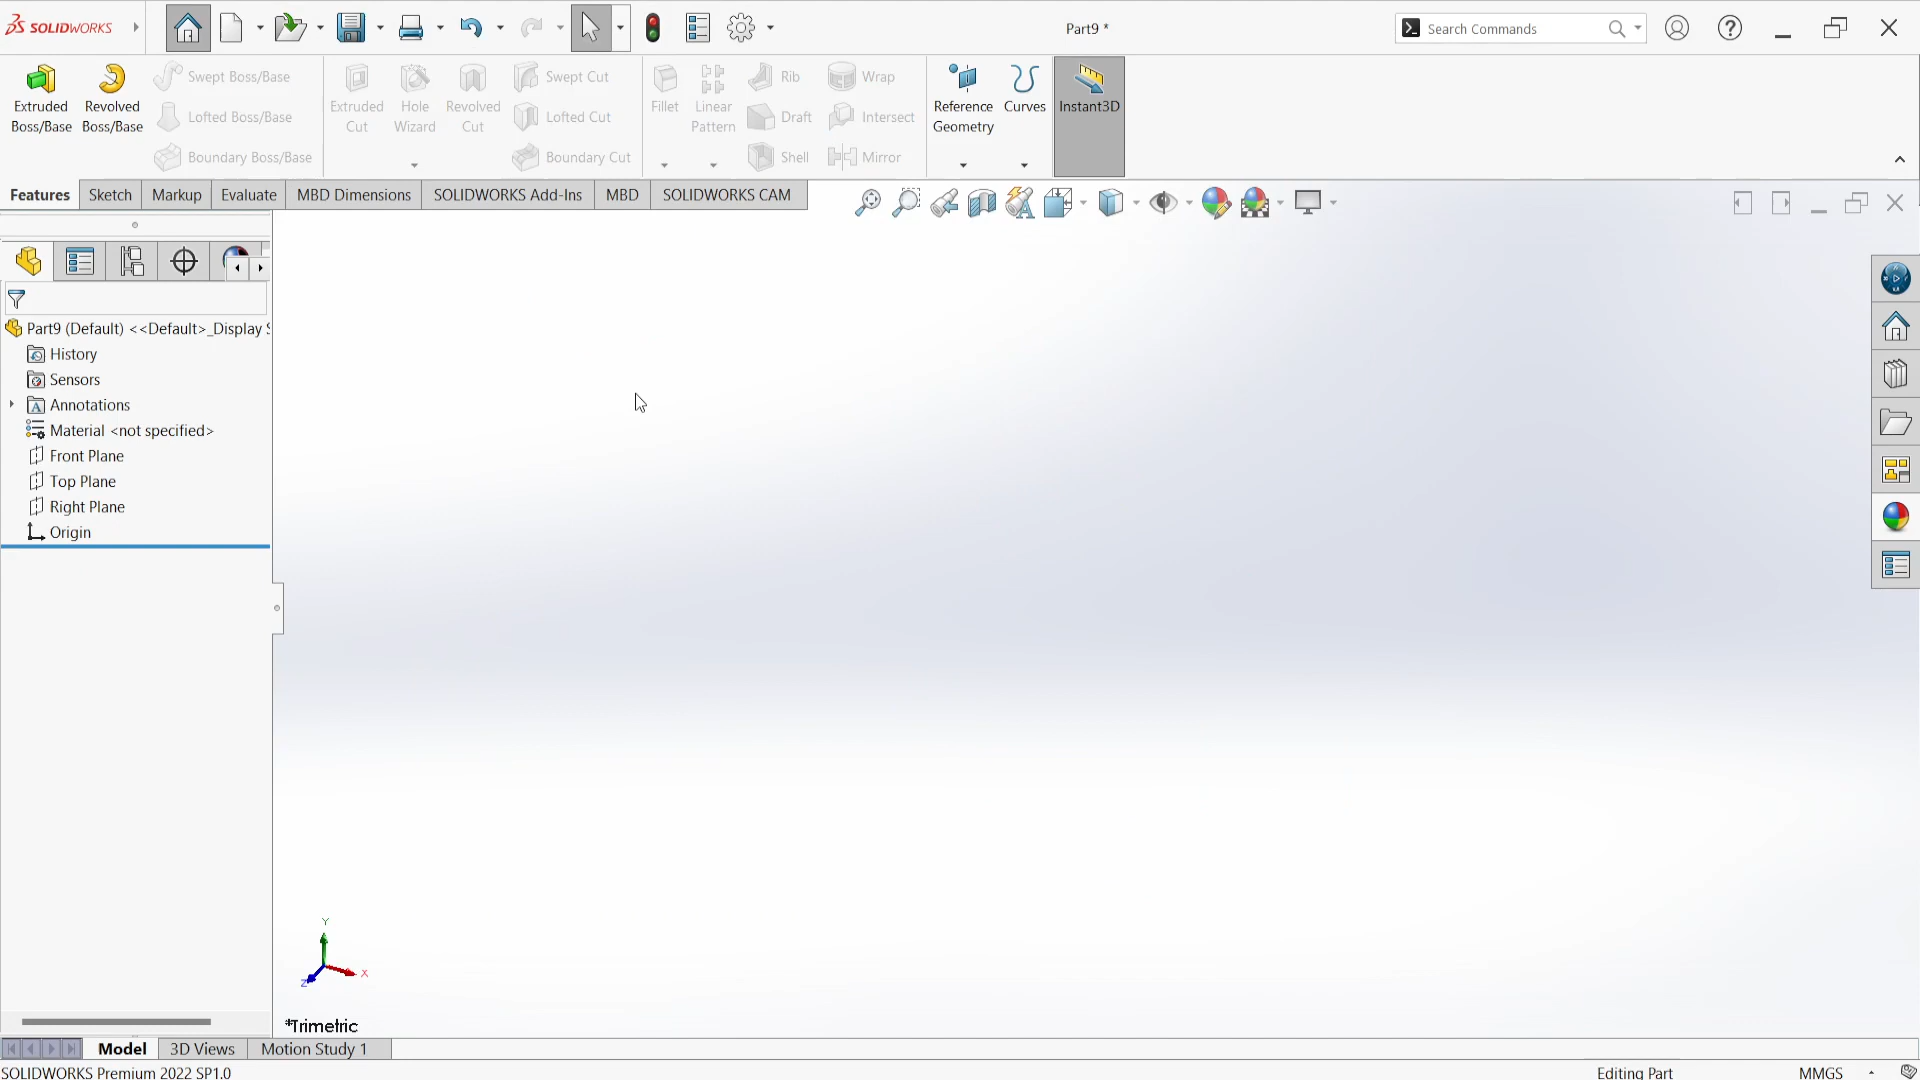 SOLIDWORKS
Part9 *
Search Commands
Extruded Boss/Base
Revolved Boss/Base
Swept Boss/Base
Lofted Boss/Base
Boundary Boss/Base
Extruded Cut
Hole Wizard
Revolved Cut
Swept Cut
Lofted Cut
Boundary Cut
Fillet
Linear Pattern
Rib
Draft
Shell
Wrap
Intersect
Mirror
Reference Geometry
Curves
Instant3D
Features
Sketch
Markup
Evaluate
MBD Dimensions
SOLIDWORKS Add-Ins
MBD
SOLIDWORKS CAM
Part9 (Default) <<Default>_Display S
History
Sensors
Annotations
Material <not specified>
Front Plane
Top Plane
Right Plane
Origin
Y
X
Z
*Trimetric
Model
3D Views
Motion Study 1
SOLIDWORKS Premium 2022 SP1.0
Editing Part
MMGS